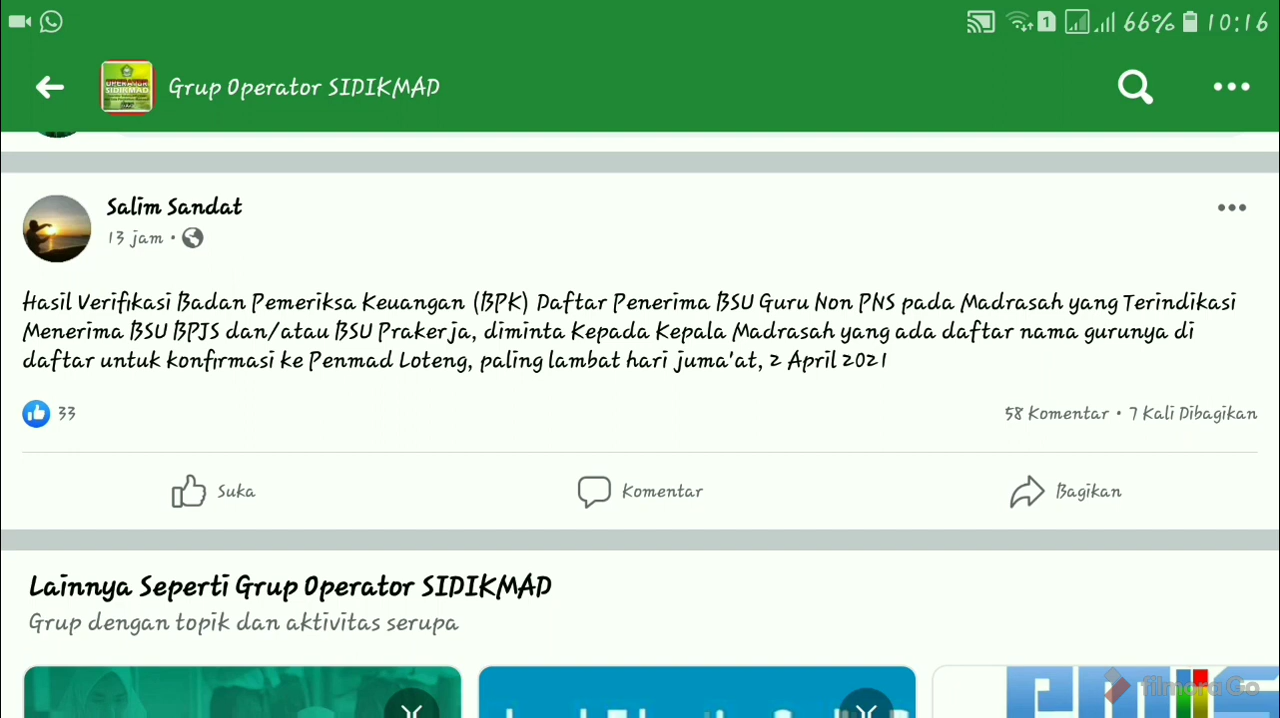 1 66% 10:16
OPERATOR
SIDIKMAD
Grup Operator SIDIKMAD
Salim Sandat
13 jam •
Hasil Verifikasi Badan Pemeriksa Keuangan (BPK) Daftar Penerima BSU Guru Non PNS pada Madrasah yang Terindikasi
Menerima BSU BPJS dan/atau BSU Prakerja, diminta Kepada Kepala Madrasah yang ada daftar nama gurunya di
daftar untuk konfirmasi ke Penmad Loteng, paling lambat hari juma'at, 2 April 2021
33
58 Komentar • 7 Kali Dibagikan
Suka
Komentar
Bagikan
Lainnya Seperti Grup Operator SIDIKMAD
Grup dengan topik dan aktivitas serupa
filmora Go